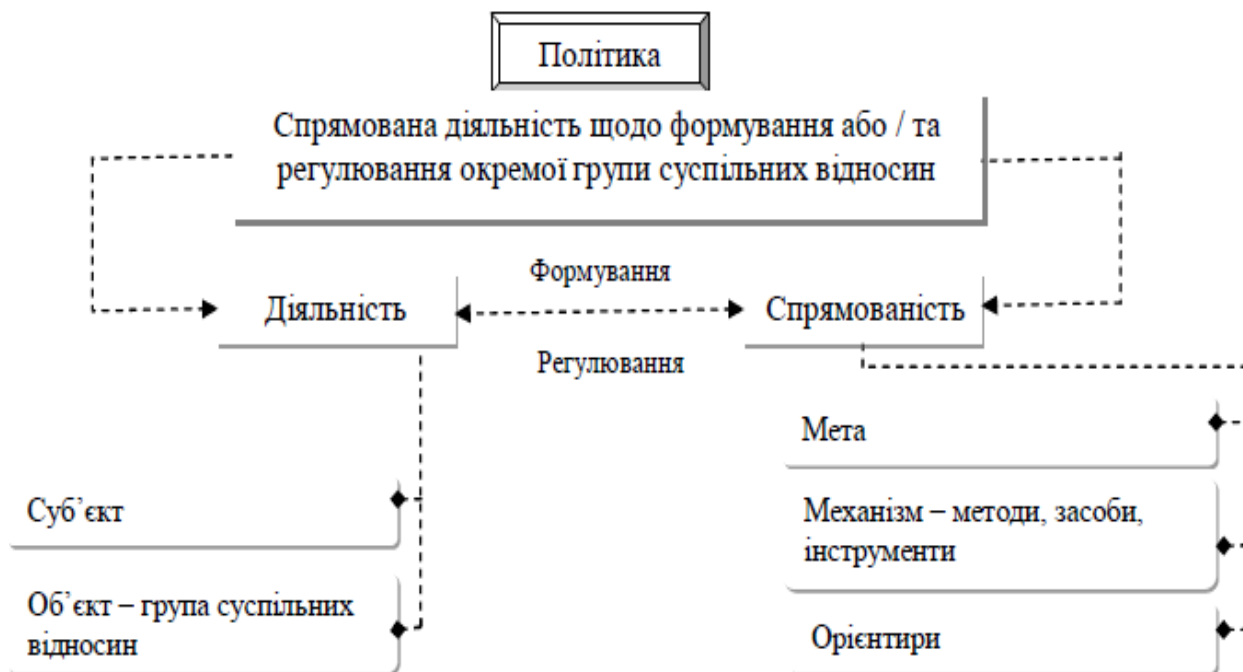 Політика
Спрямована діяльність щодо формування або / та
регулювання окремої групи суспільних відносин
Формування
Діяльність
Спрямованість
Регулювання
Мета
Суб’єкт
Механізм – методи, засоби,
інструменти
Об’єкт – група суспільних
відносин
Орієнтири